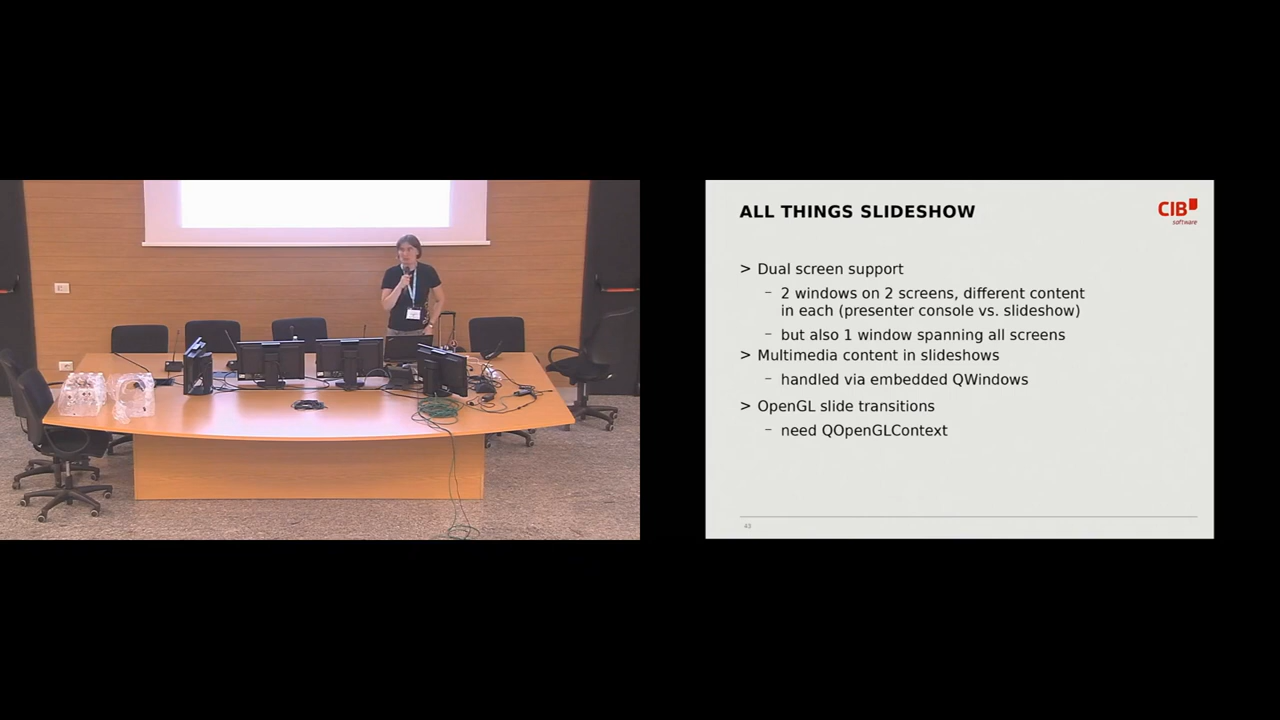 ALL THINGS SLIDESHOW
CIB
software
> Dual screen support
– 2 windows on 2 screens, different content
in each (presenter console vs. slideshow)
– but also 1 window spanning all screens
> Multimedia content in slideshows
– handled via embedded QWindows
> OpenGL slide transitions
– need QOpenGLContext
43